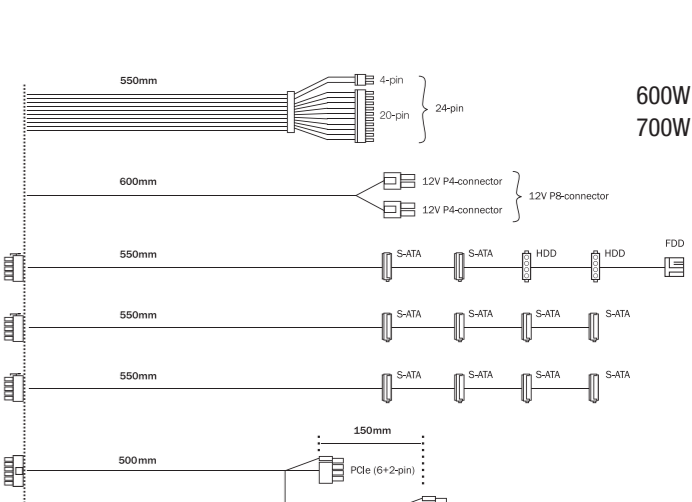 550mm
4-pin
20-pin
24-pin
600W
700W
600mm
12V P4-connector
12V P4-connector
12V P8-connector
550mm
S-ATA
S-ATA
HDD
HDD
FDD
550mm
S-ATA
S-ATA
S-ATA
S-ATA
550mm
S-ATA
S-ATA
S-ATA
S-ATA
150mm
500mm
PCIe (6+2-pin)